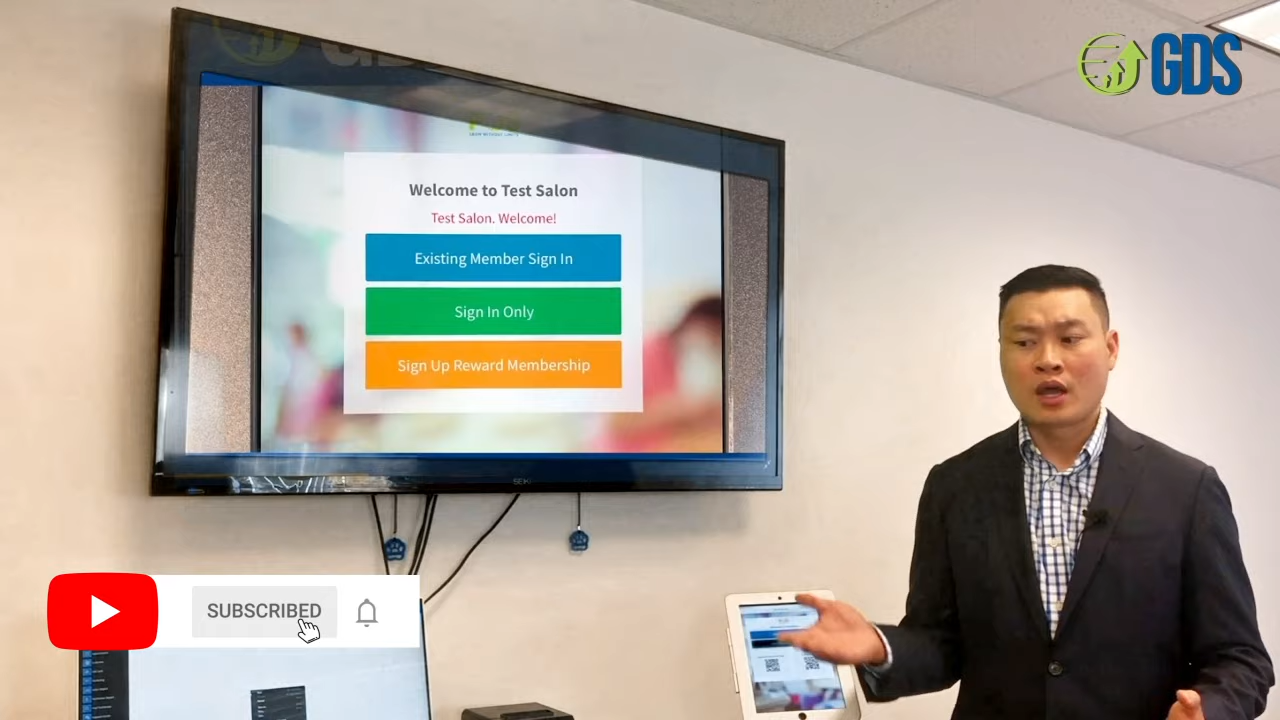 GDS
Welcome to Test Salon
Test Salon. Welcome!
Existing Member Sign In
Sign In Only
Sign Up Reward Membership
SEKI
SUBSCRIBED